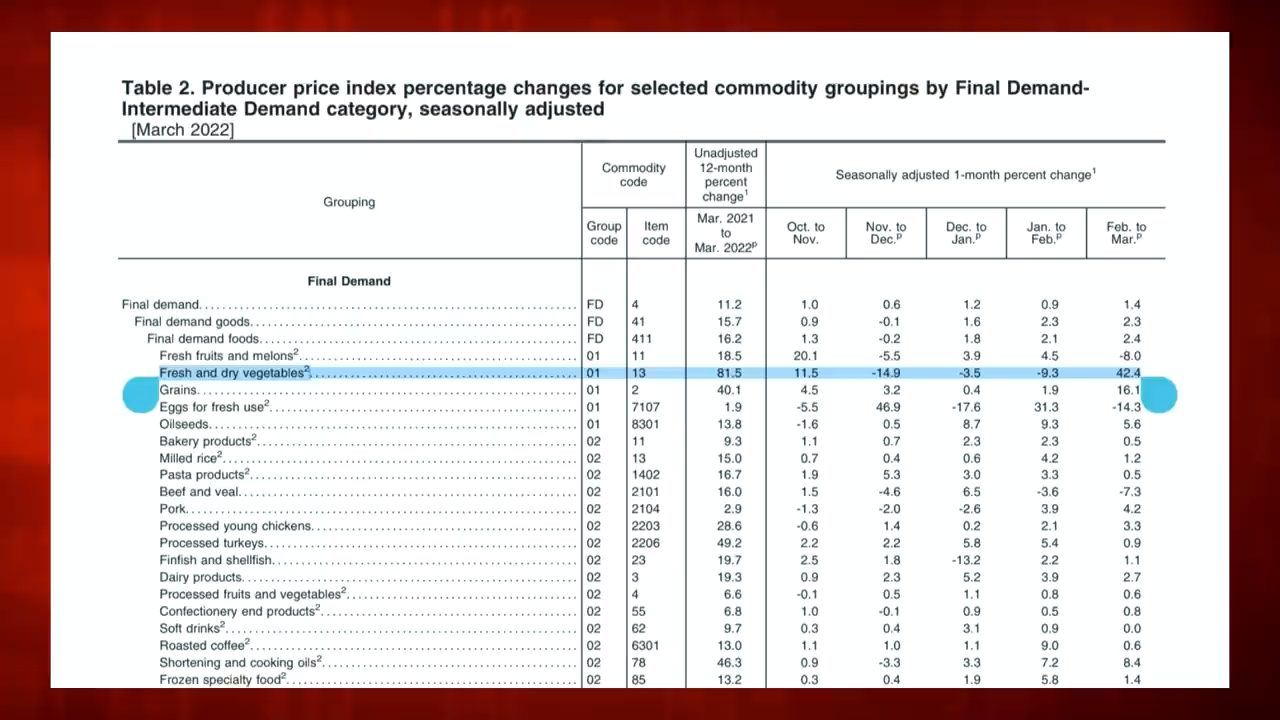 Table 2. Producer price index percentage changes for selected commodity groupings by Final Demand-
Intermediate Demand category, seasonally adjusted
[March 2022]
Grouping
Commodity
code
Group
code
Item
code
Unadjusted
12-month
percent
change1
Mar. 2021
to
Mar. 2022p
Seasonally adjusted 1-month percent change1
Oct. to
Nov.
Nov. to
Dec.p
Dec. to
Jan.p
Jan. to
Feb.p
Feb. to
Mar.p
Final Demand
Final demand FD 4 11.2 1.0 0.6 1.2 0.9 1.4
Final demand goods FD 41 15.7 0.9 -0.1 1.6 2.3 2.3
Final demand foods FD 411 16.2 1.3 -0.2 1.8 2.1 2.4
Fresh fruits and melons2 01 11 18.5 20.1 -5.5 3.9 4.5 -8.0
Fresh and dry vegetables2 01 13 81.5 11.5 -14.9 -3.5 -9.3 42.4
Grains 01 2 40.1 4.5 3.2 0.4 1.9 16.1
Eggs for fresh use2 01 7107 1.9 -5.5 46.9 -17.6 31.3 -14.3
Oilseeds 01 8301 13.8 -1.6 0.5 8.7 9.3 5.6
Bakery products2 02 11 9.3 1.1 0.7 2.3 2.3 0.5
Milled rice2 02 13 15.0 0.7 0.4 0.6 4.2 1.2
Pasta products2 02 1402 16.7 1.9 5.3 3.0 3.3 0.5
Beef and veal 02 2101 16.0 1.5 -4.6 6.5 -3.6 -7.3
Pork 02 2104 2.9 -1.3 -2.0 -2.6 3.9 4.2
Processed young chickens 02 2203 28.6 -0.6 1.4 0.2 2.1 3.3
Processed turkeys 02 2206 49.2 2.2 2.2 5.8 5.4 0.9
Finfish and shellfish 02 23 19.7 2.5 1.8 -13.2 2.2 1.1
Dairy products 02 3 19.3 0.9 2.3 5.2 3.9 2.7
Processed fruits and vegetables2 02 4 6.6 -0.1 0.5 1.1 0.8 0.6
Confectionery end products2 02 55 6.8 1.0 -0.1 0.9 0.5 0.8
Soft drinks2 02 62 9.7 0.3 0.4 3.1 0.9 0.0
Roasted coffee2 02 6301 13.0 1.1 1.0 1.1 9.0 0.6
Shortening and cooking oils2 02 78 46.3 0.9 -3.3 3.3 7.2 8.4
Frozen specialty food2 02 85 13.2 0.3 0.4 1.9 5.8 1.4